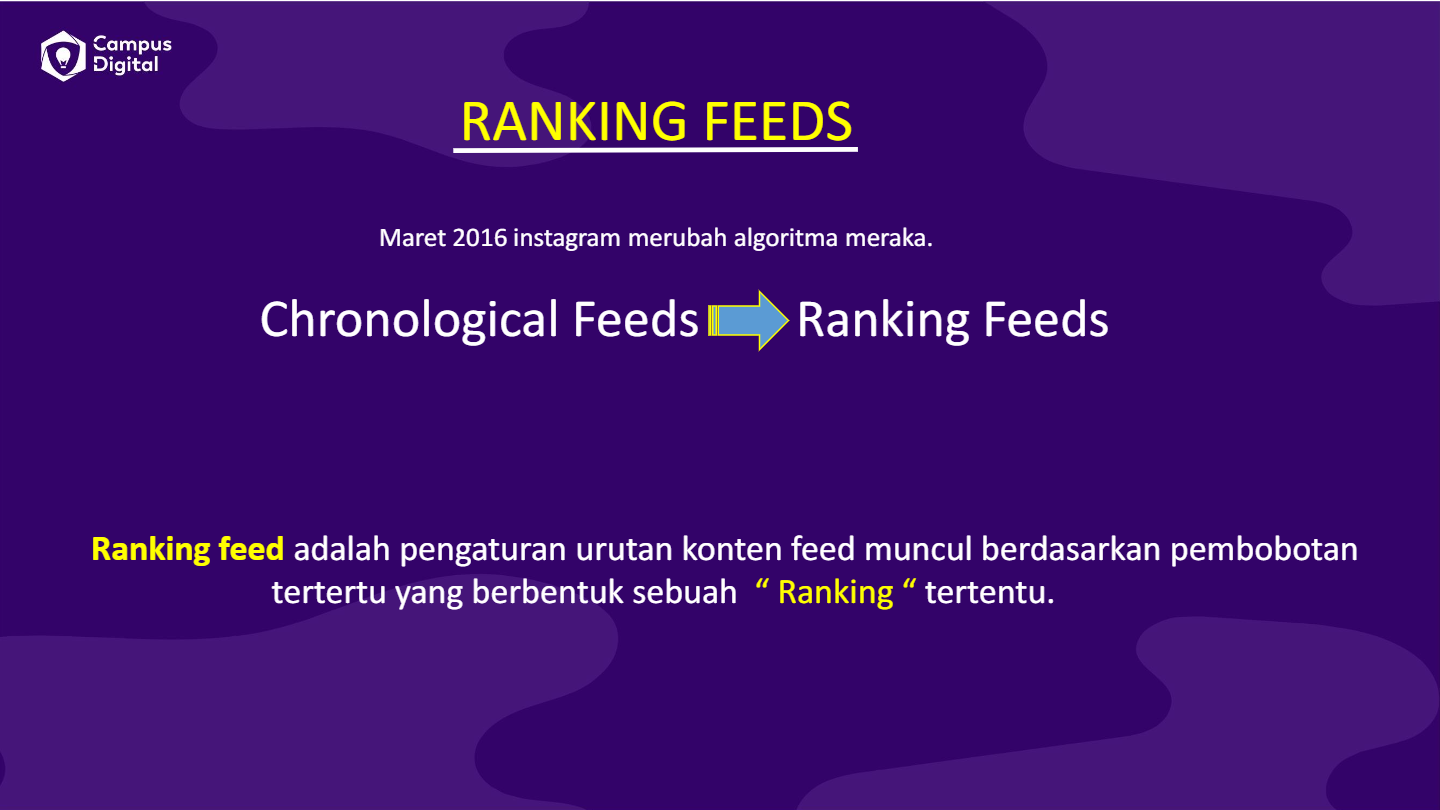 Campus
Digital
RANKING FEEDS
Maret 2016 instagram merubah algoritma meraka.
Chronological Feeds Ranking Feeds
Ranking feed adalah pengaturan urutan konten feed muncul berdasarkan pembobotan
tertertu yang berbentuk sebuah “ Ranking “ tertentu.